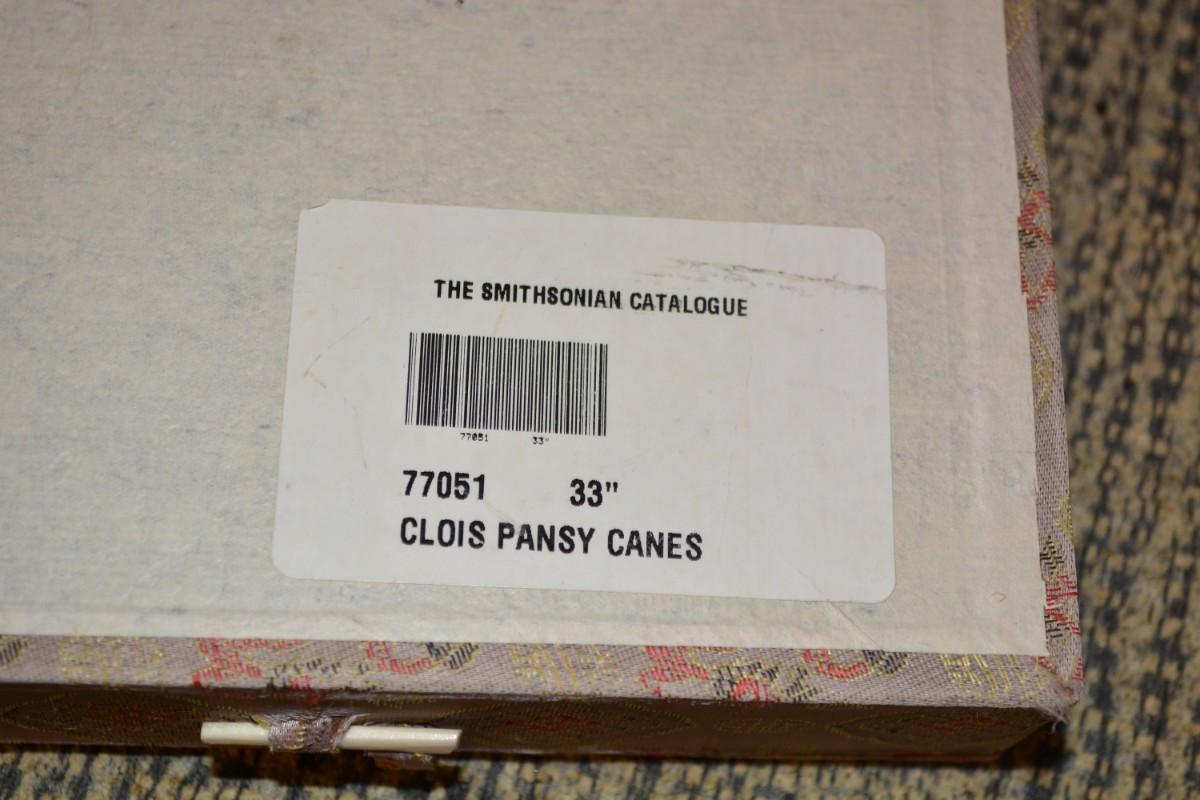 THE SMITHSONIAN CATALOGUE
77051 33"
77051 33"
CLOIS PANSY CANES